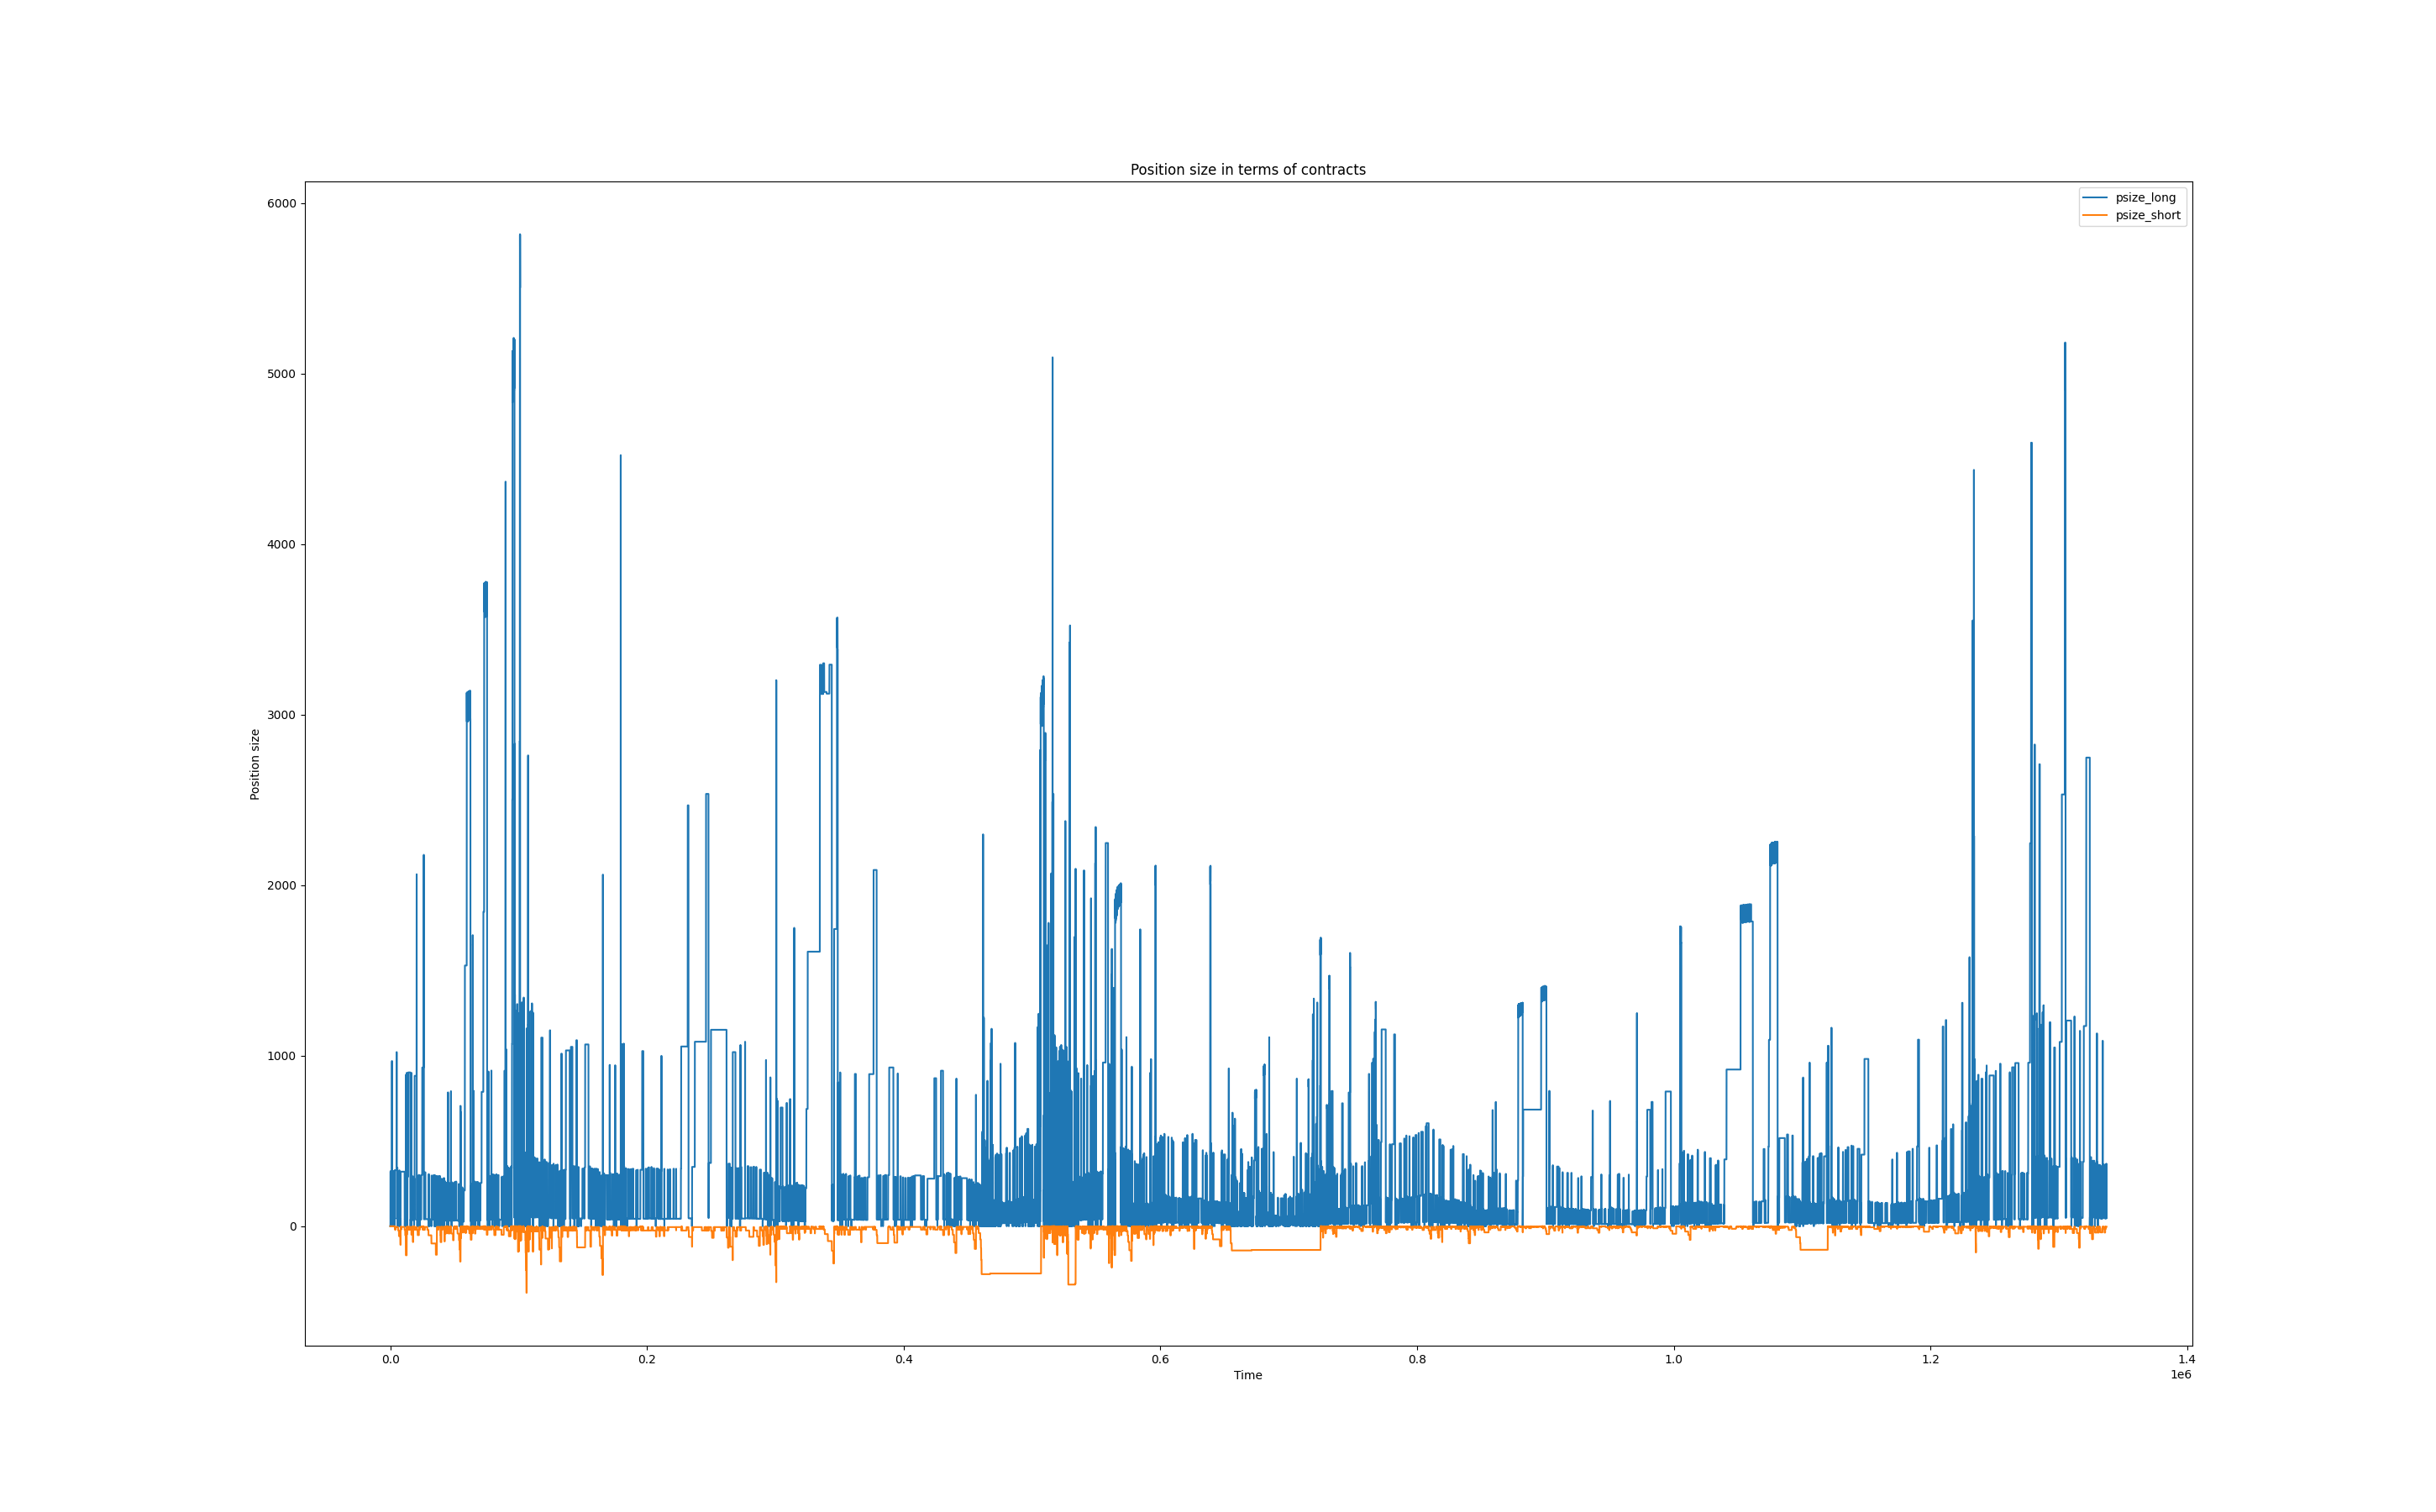 Position size in terms of contracts
psize_long
psize_short
6000
5000
4000
3000
2000
1000
0
Position size
0.0 0.2 0.4 0.6 0.8 1.0 1.2 1.4
Time
1e6